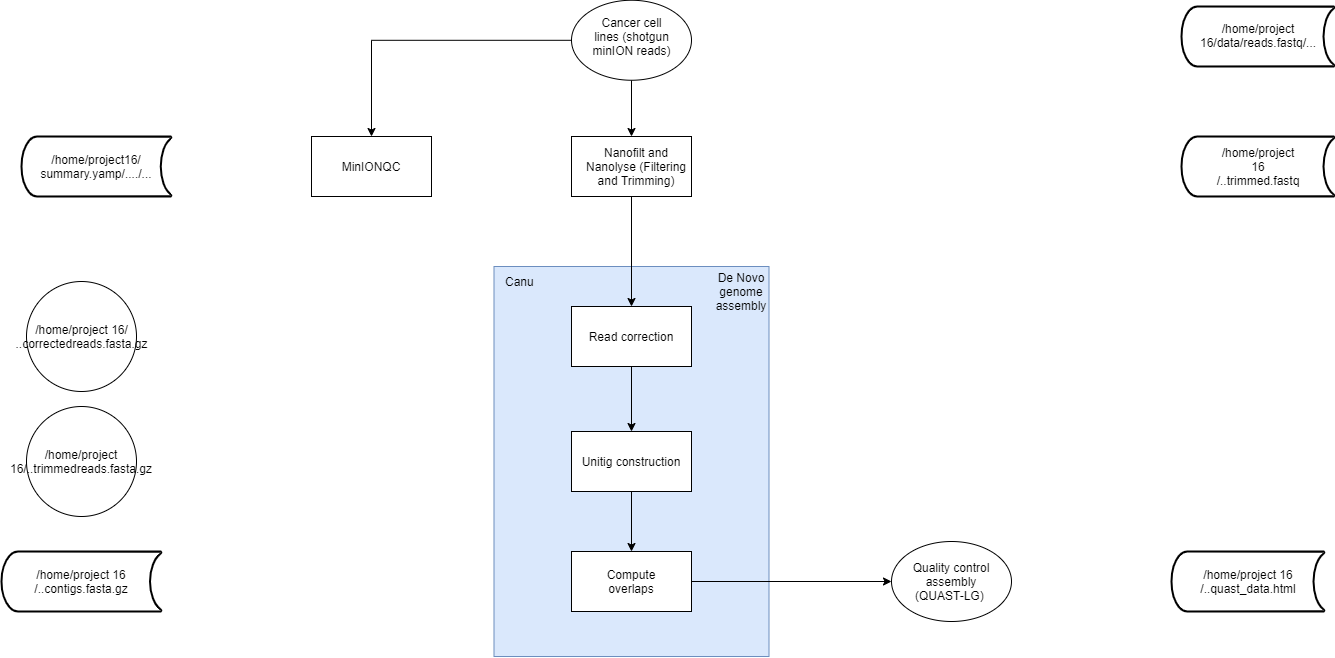 Cancer cell
lines (shotgun
minION reads)
/home/project
16/data/reads.fastq/...
/home/project16/
summary.yamp/..../...
MinIONQC
Nanofilt and
Nanolyse (Filtering
and Trimming)
/home/project
16
/..trimmed.fastq
Canu
De Novo
genome
assembly
/home/project 16/
..correctedreads.fasta.gz
Read correction
/home/project
16/..trimmedreads.fasta.gz
Unitig construction
/home/project 16
/..contigs.fasta.gz
Compute
overlaps
Quality control
assembly
(QUAST-LG)
/home/project 16
/..quast_data.html